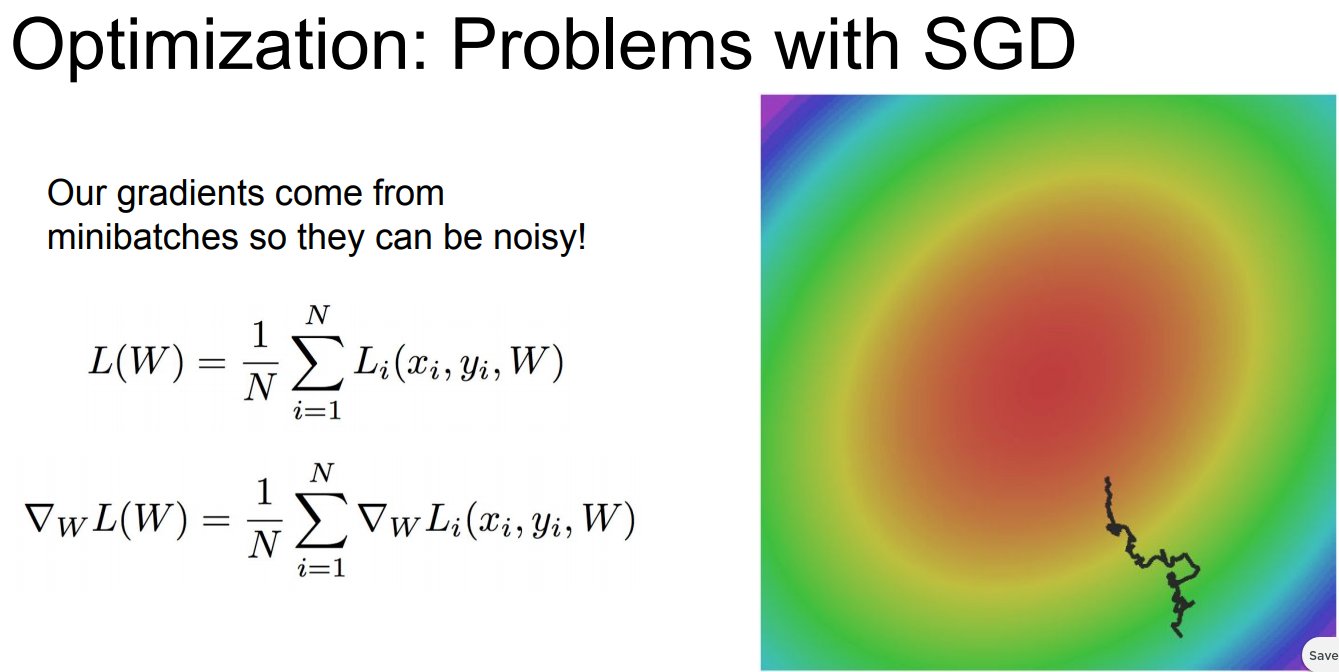 Optimization: Problems with SGD
Our gradients come from
minibatches so they can be noisy!
L(W) = \frac{1}{N} \sum_{i=1}^{N} L_i(x_i, y_i, W)
\nabla_W L(W) = \frac{1}{N} \sum_{i=1}^{N} \nabla_W L_i(x_i, y_i, W)
Save